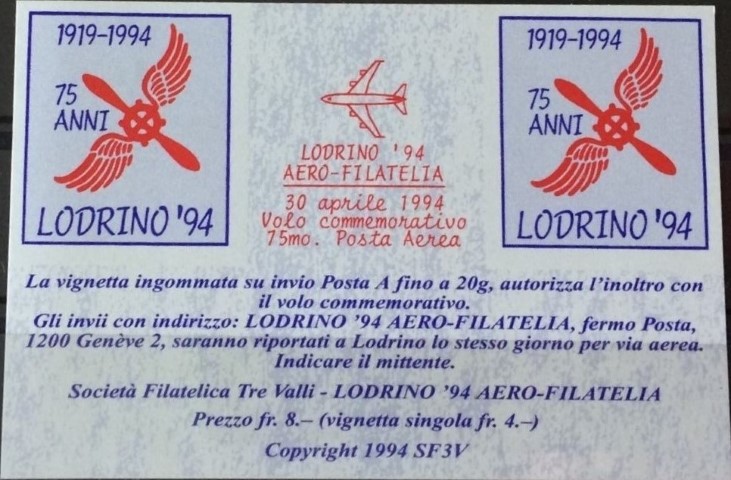 1919-1994
75
ANNI
LODRINO '94
LODRINO '94
AERO-FILATELIA
30 aprile 1994
Volo commemorativo
75mo. Posta Aerea
1919-1994
75
ANNI
LODRINO '94
La vignetta ingommata su invio Posta A fino a 20g, autorizza l'inoltro con
il volo commemorativo.
Gli invii con indirizzo: LODRINO '94 AERO-FILATELIA, fermo Posta,
1200 Genève 2, saranno riportati a Lodrino lo stesso giorno per via aerea.
Indicare il mittente.
Società Filatelica Tre Valli - LODRINO '94 AERO-FILATELIA
Prezzo fr. 8.– (vignetta singola fr. 4.–)
Copyright 1994 SF3V